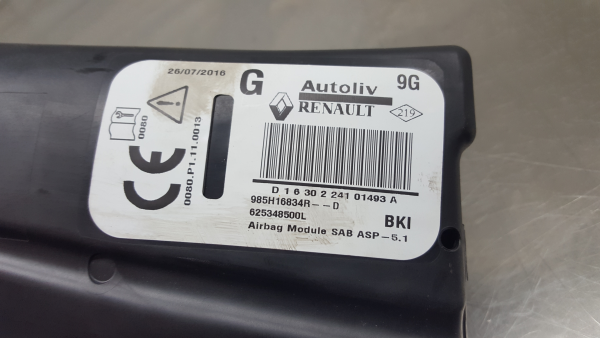 26/07/2016
G
Autoliv
9G
RENAULT
219
0080
0080.P1.11.0013
CE
D 1 6 30 2 241 01493 A
985H16834R--D
625348500L
BKI
Airbag Module SAB ASP-5.1